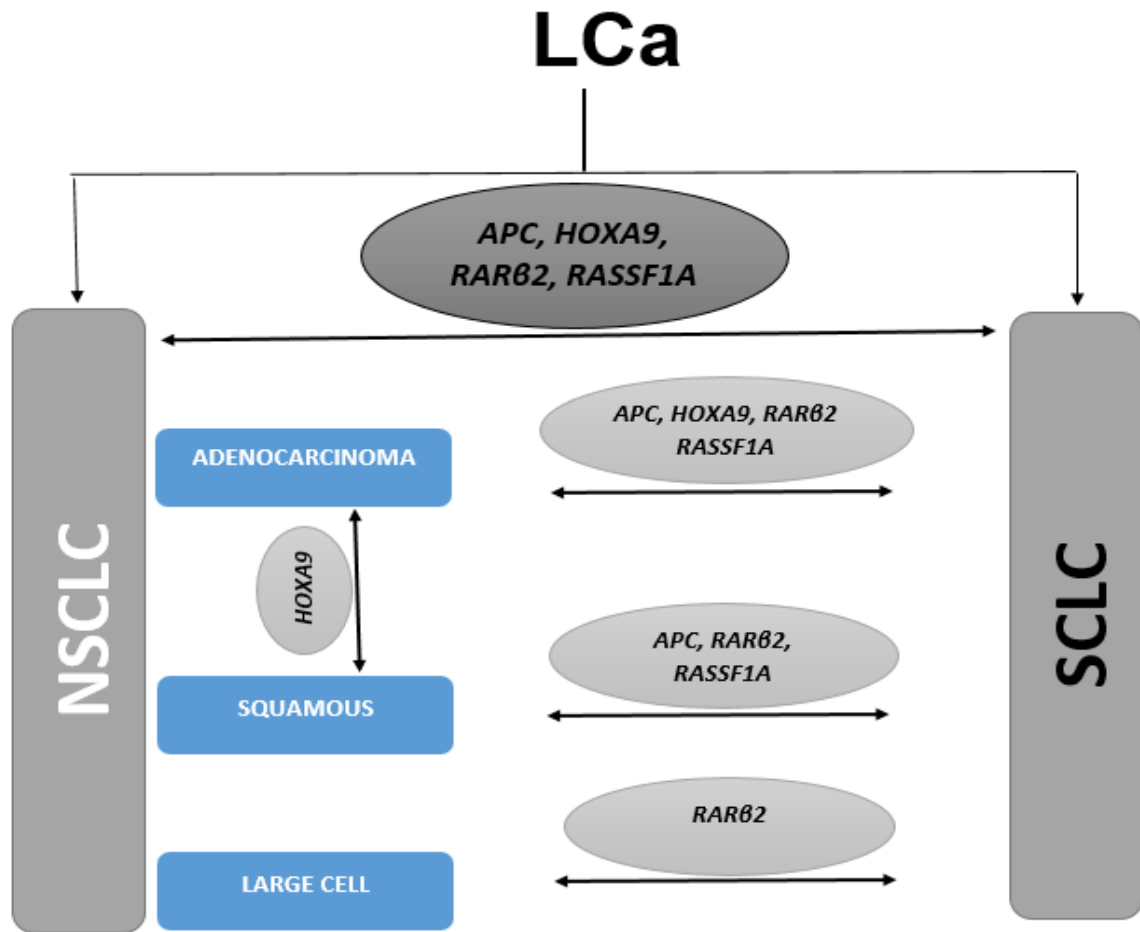 LCa
APC, HOXA9,
RARβ2, RASSF1A
NSCLC
SCLC
APC, HOXA9, RARβ2
RASSF1A
ADENOCARCINOMA
HOXA9
APC, RARβ2,
RASSF1A
SQUAMOUS
RARβ2
LARGE CELL